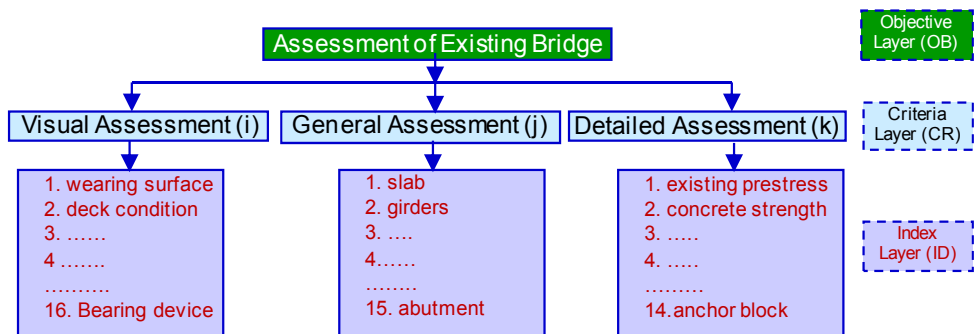 Assessment of Existing Bridge
Objective
Layer (OB)
Visual Assessment (i)
General Assessment (j)
Detailed Assessment (k)
Criteria
Layer (CR)
1. wearing surface
2. deck condition
3. ......
4 .......
..........
16. Bearing device
1. slab
2. girders
3. ....
4......
........
15. abutment
1. existing prestress
2. concrete strength
3. .....
4. .....
..........
14.anchor block
Index
Layer (ID)